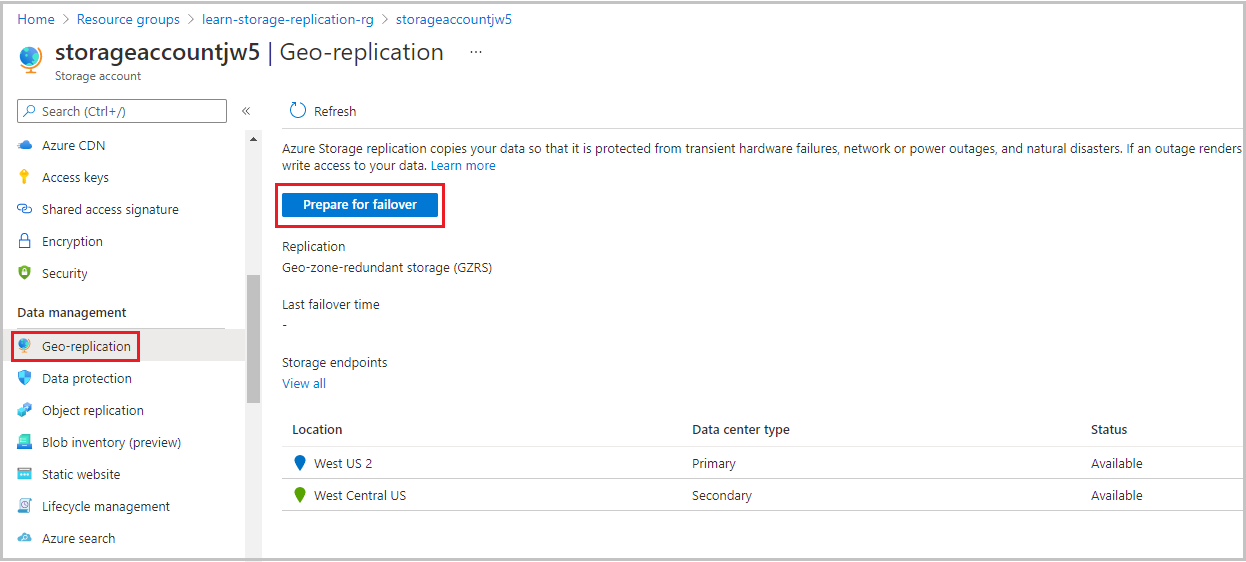 Home > Resource groups > learn-storage-replication-rg > storageaccountjw5
storageaccountjw5 | Geo-replication ...
Storage account
Search (Ctrl+/) «
Azure CDN
Access keys
Shared access signature
Encryption
Security
Data management
Geo-replication
Data protection
Object replication
Blob inventory (preview)
Static website
Lifecycle management
Azure search
Refresh
Azure Storage replication copies your data so that it is protected from transient hardware failures, network or power outages, and natural disasters. If an outage renders
write access to your data. Learn more
Prepare for failover
Replication
Geo-zone-redundant storage (GZRS)
Last failover time
-
Storage endpoints
View all
Location Data center type Status
West US 2 Primary Available
West Central US Secondary Available